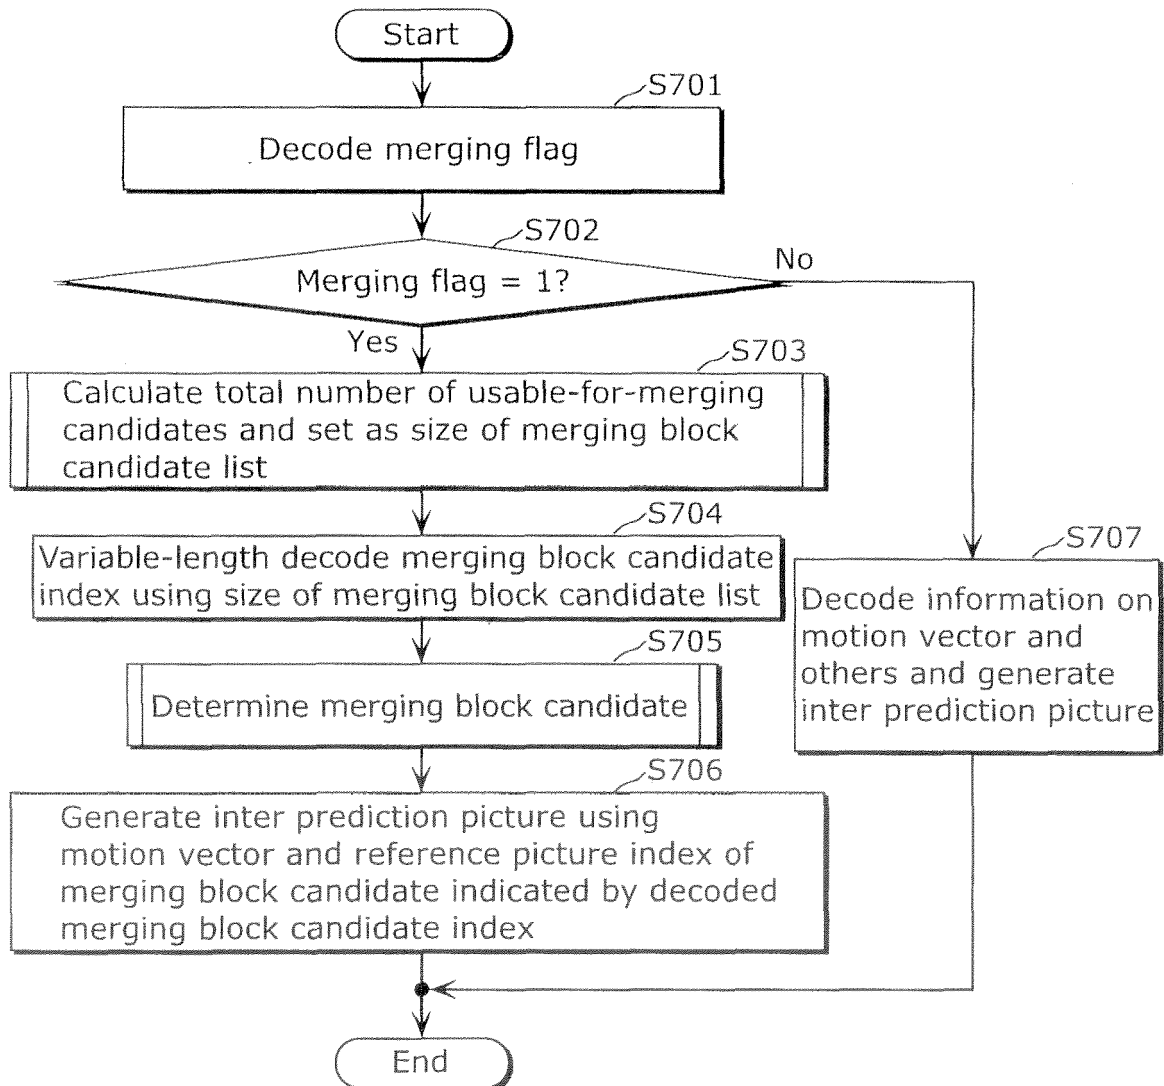 Start
S701
Decode merging flag
S702
Merging flag = 1?
No
Yes
S703
Calculate total number of usable-for-merging
candidates and set as size of merging block
candidate list
S704
Variable-length decode merging block candidate
index using size of merging block candidate list
S707
Decode information on
motion vector and
others and generate
inter prediction picture
S705
Determine merging block candidate
S706
Generate inter prediction picture using
motion vector and reference picture index of
merging block candidate indicated by decoded
merging block candidate index
End